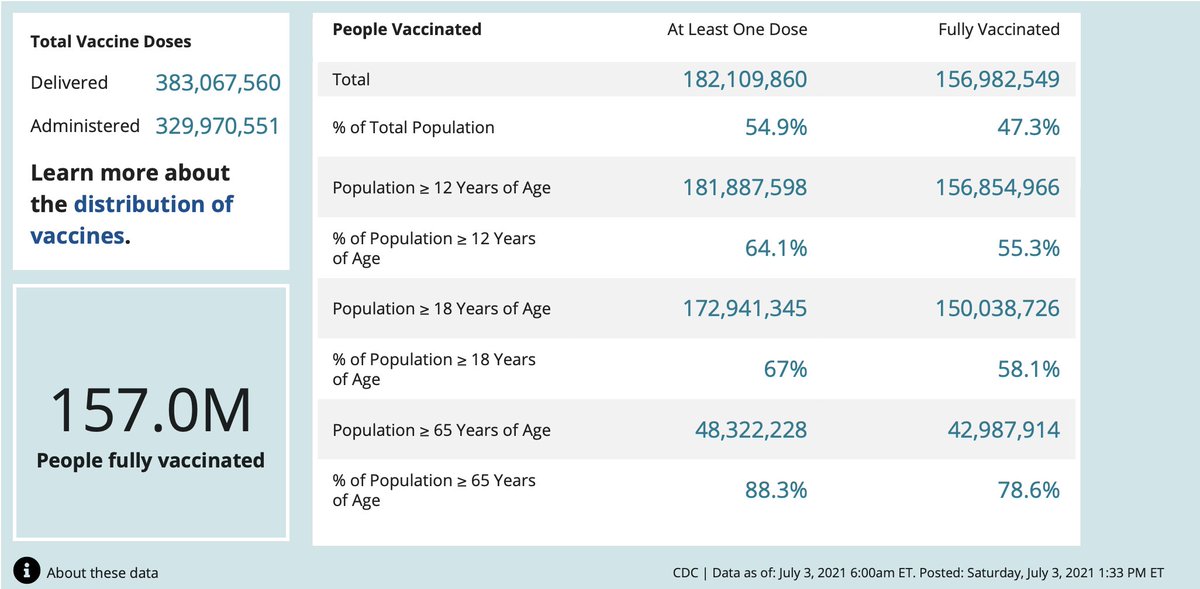 Total Vaccine Doses
Delivered 383,067,560
Administered 329,970,551
Learn more about
the distribution of
vaccines.
157.0M
People fully vaccinated
People Vaccinated At Least One Dose Fully Vaccinated
Total 182,109,860 156,982,549
% of Total Population 54.9% 47.3%
Population ≥ 12 Years of Age 181,887,598 156,854,966
% of Population ≥ 12 Years
of Age 64.1% 55.3%
Population ≥ 18 Years of Age 172,941,345 150,038,726
% of Population ≥ 18 Years
of Age 67% 58.1%
Population ≥ 65 Years of Age 48,322,228 42,987,914
% of Population ≥ 65 Years
of Age 88.3% 78.6%
i About these data
CDC | Data as of: July 3, 2021 6:00am ET. Posted: Saturday, July 3, 2021 1:33 PM ET